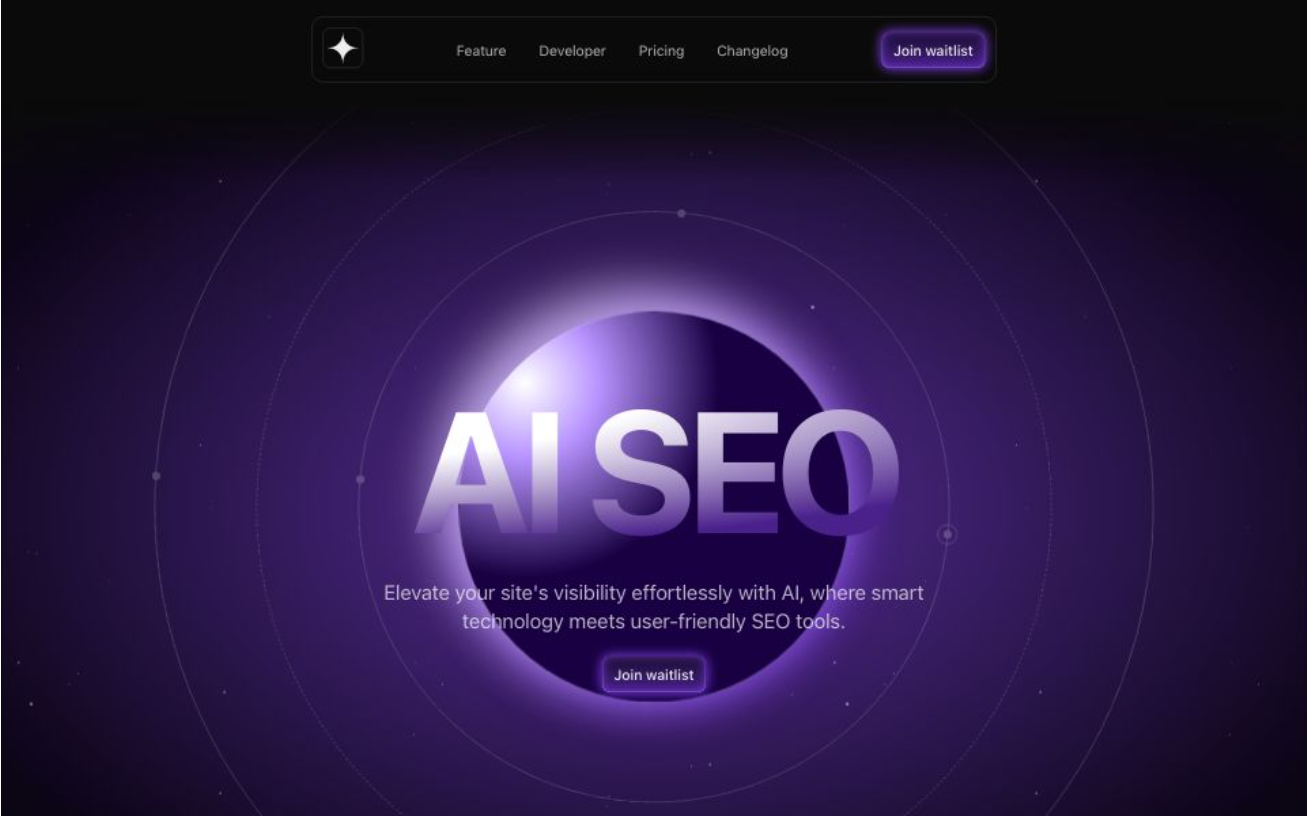 Feature Developer Pricing Changelog Join waitlist
AI SEO
Elevate your site's visibility effortlessly with AI, where smart
technology meets user-friendly SEO tools.
Join waitlist